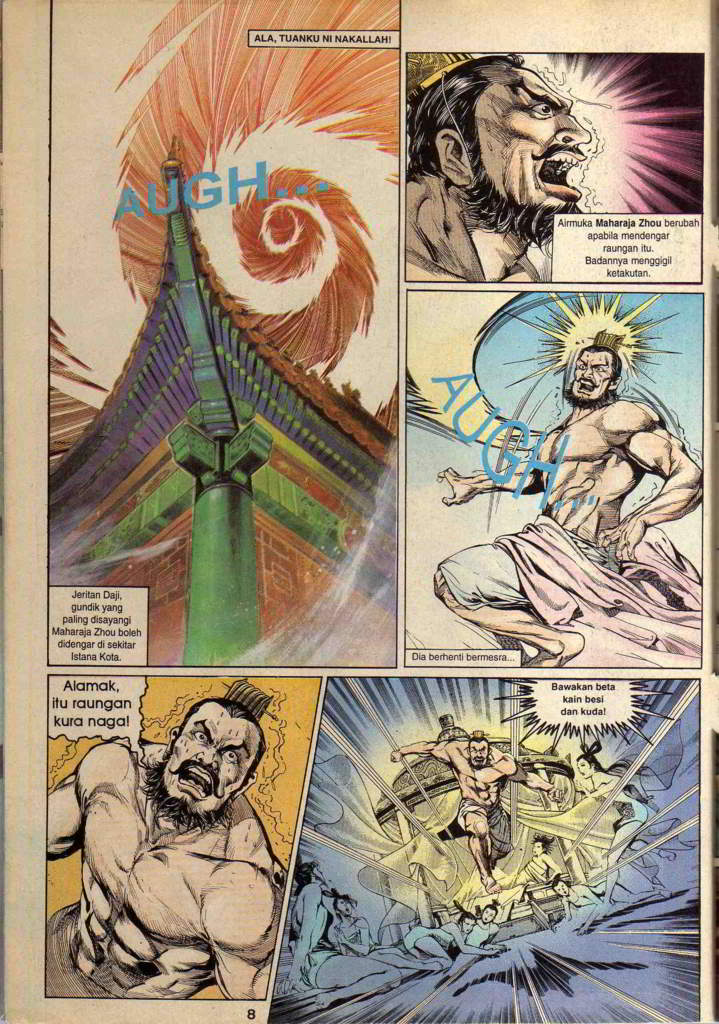 ALA, TUANKU NI NAKALLAH!
AUGH...
Jeritan Daji,
gundik yang
paling disayangi
Maharaja Zhou boleh
didengar di sekitar
Istana Kota.
Airmuka Maharaja Zhou berubah
apabila mendengar
raungan itu.
Badannya menggigil
ketakutan.
AUGH...
Dia berhenti bermesra...
Alamak,
itu raungan
kura naga!
Bawakan beta
kain besi
dan kuda!
8